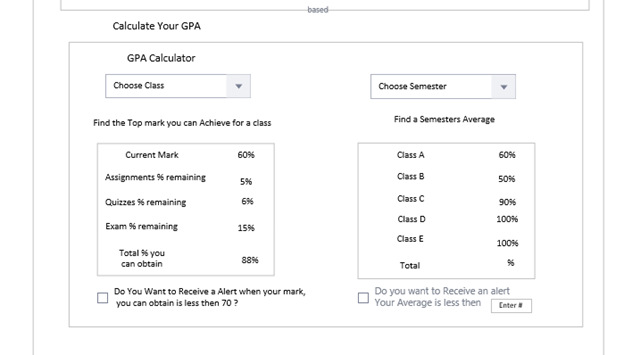 based
Calculate Your GPA
GPA Calculator
Choose Class
Choose Semester
Find the Top mark you can Achieve for a class
Find a Semesters Average
Current Mark 60%
Assignments % remaining 5%
Quizzes % remaining 6%
Exam % remaining 15%
Total % you
can obtain 88%
Class A 60%
Class B 50%
Class C 90%
Class D 100%
Class E 100%
Total %
Do You Want to Receive a Alert when your mark,
you can obtain is less then 70 ?
Do you want to Receive an alert
Your Average is less then Enter #